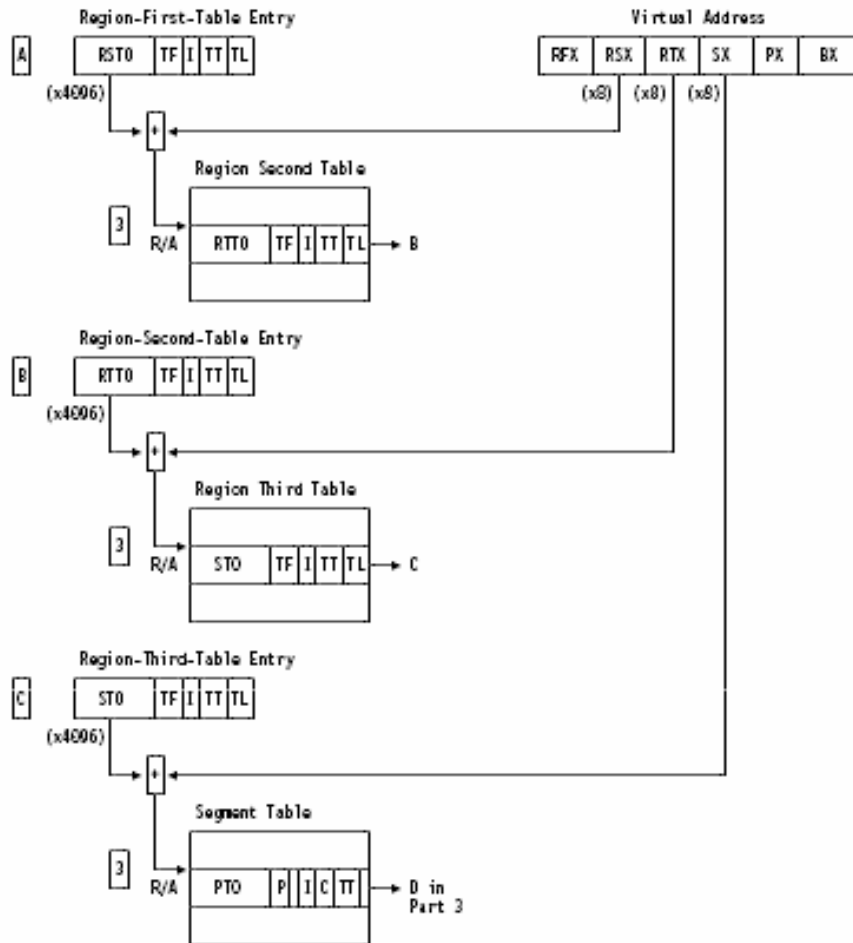 Region-First-Table Entry
Virtual Address
A
RSTO TF I TT TL
RFX RSX RTX SX PX BX
(x4096)
(x8) (x8) (x8)
+
Region Second Table
3
R/A
RTTO TF I TT TL
B
Region-Second-Table Entry
B
RTTO TF I TT TL
(x4096)
+
Region Third Table
3
R/A
STO TF I TT TL
C
Region-Third-Table Entry
C
STO TF I TT TL
(x4096)
+
Segment Table
3
R/A
PTO P I C TT
D in
Part 3